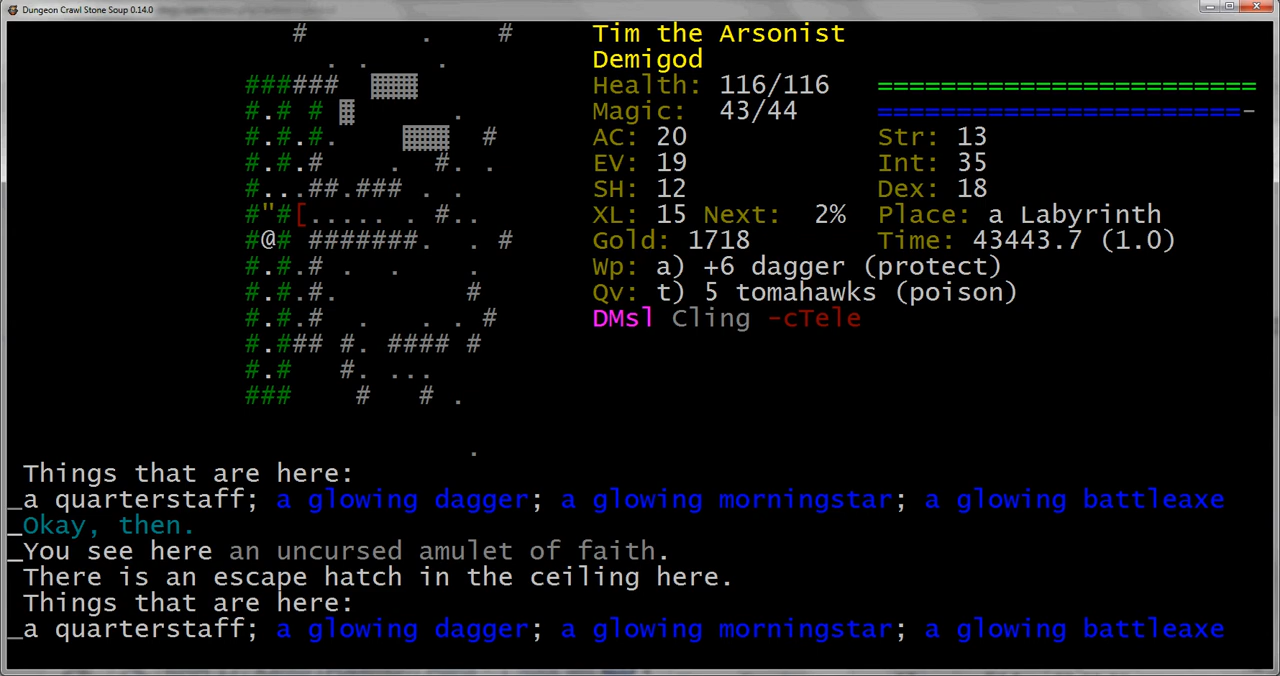 Dungeon Crawl Stone Soup 0.14.0
Tim the Arsonist
Demigod
Health: 116/116 ========================
Magic: 43/44 =======================-
AC: 20 Str: 13
EV: 19 Int: 35
SH: 12 Dex: 18
XL: 15 Next: 2% Place: a Labyrinth
Gold: 1718 Time: 43443.7 (1.0)
Wp: a) +6 dagger (protect)
Qv: t) 5 tomahawks (poison)
DMsl Cling -cTele
Things that are here:
_a quarterstaff; a glowing dagger; a glowing morningstar; a glowing battleaxe
_Okay, then.
_You see here an uncursed amulet of faith.
There is an escape hatch in the ceiling here.
Things that are here:
_a quarterstaff; a glowing dagger; a glowing morningstar; a glowing battleaxe